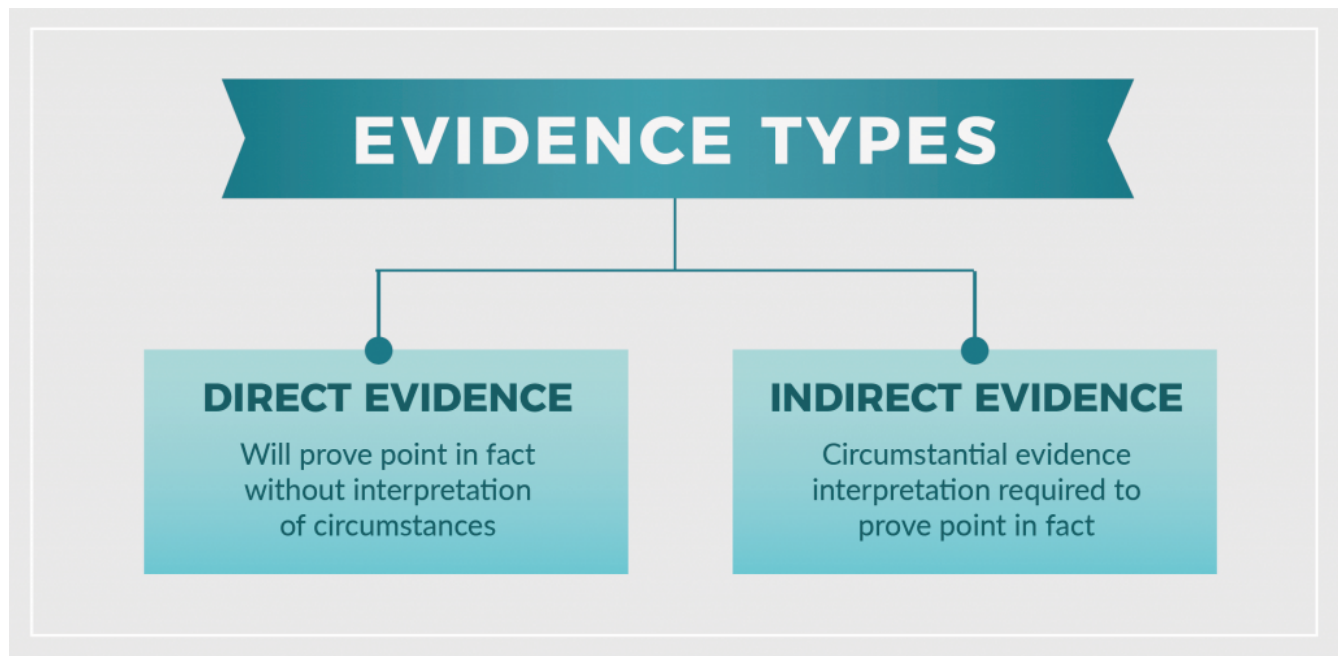 EVIDENCE TYPES
DIRECT EVIDENCE
Will prove point in fact
without interpretation
of circumstances
INDIRECT EVIDENCE
Circumstantial evidence
interpretation required to
prove point in fact